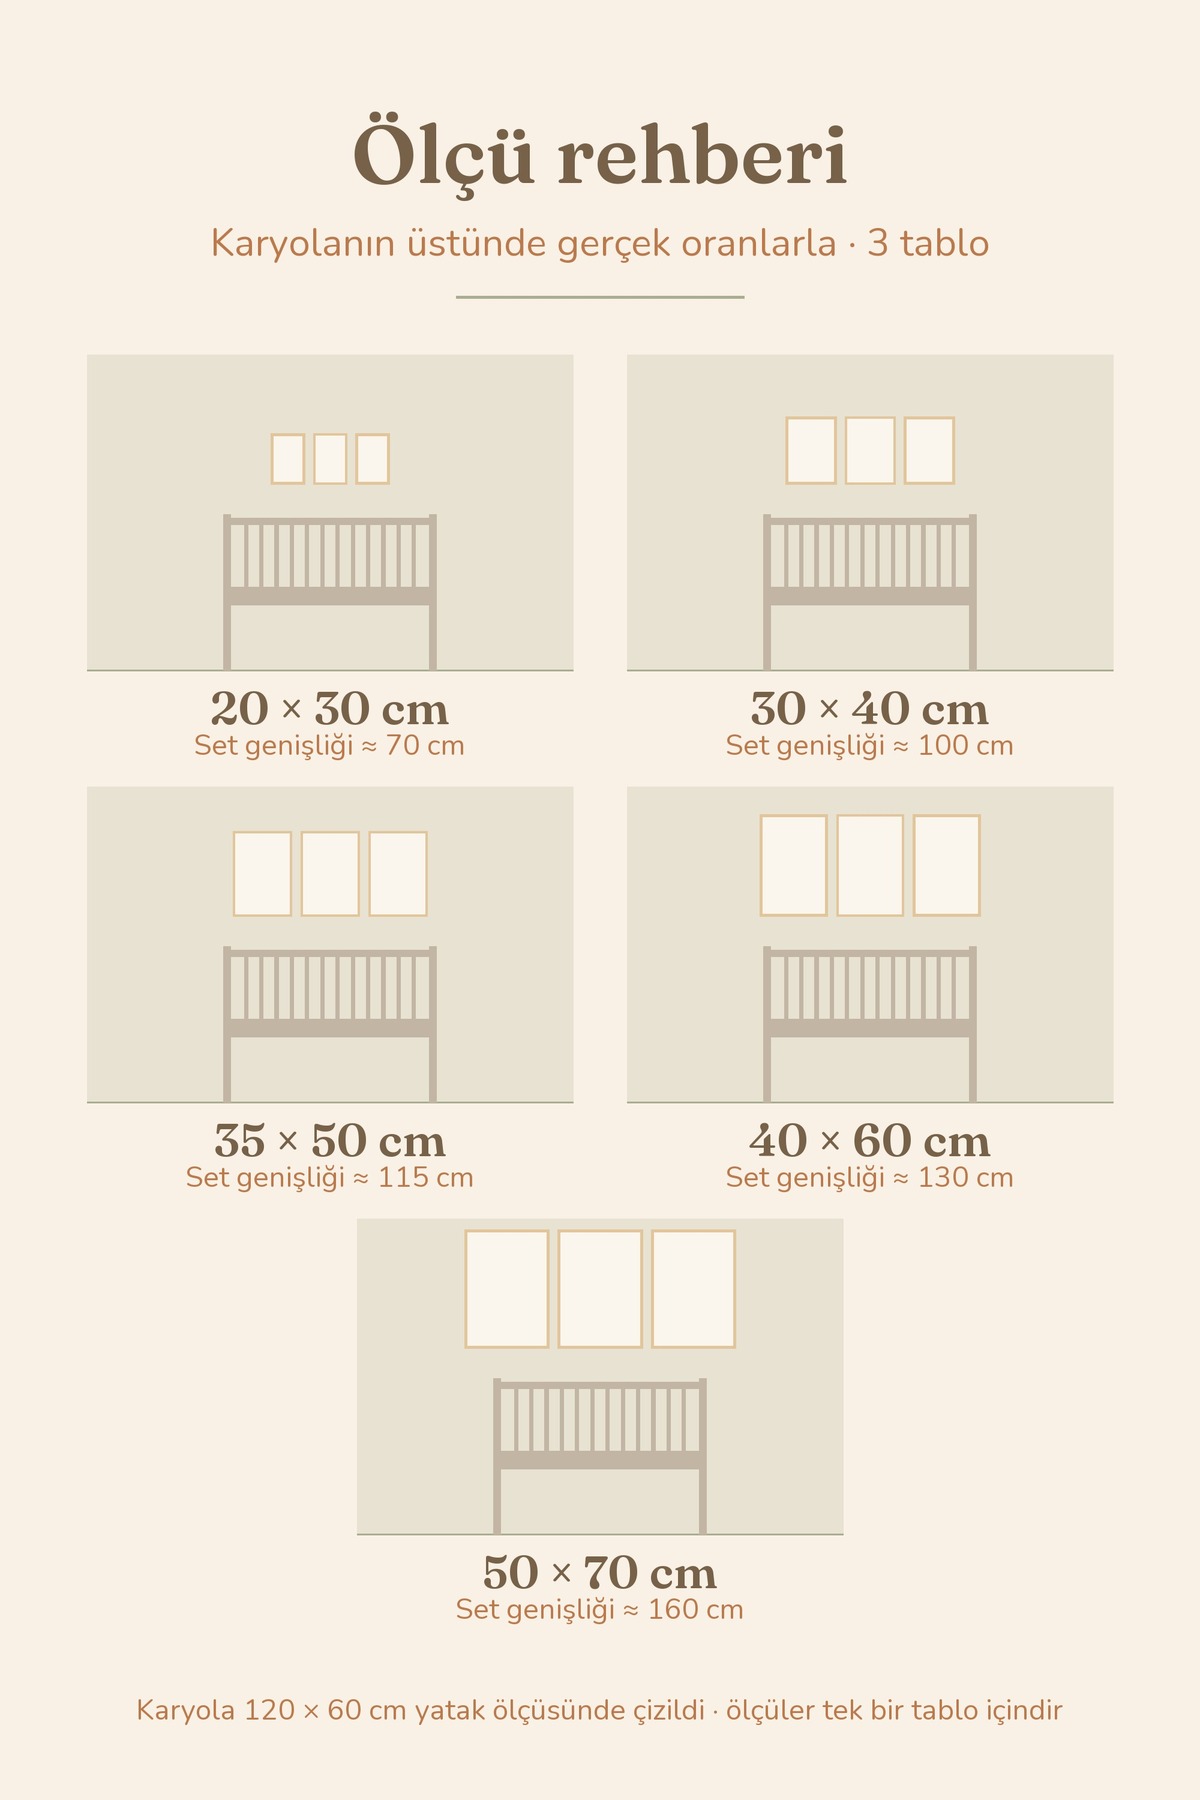 Ölçü rehberi
Karyolanın üstünde gerçek oranlarla · 3 tablo
20 × 30 cm
Set genişliği ≈ 70 cm
30 × 40 cm
Set genişliği ≈ 100 cm
35 × 50 cm
Set genişliği ≈ 115 cm
40 × 60 cm
Set genişliği ≈ 130 cm
50 × 70 cm
Set genişliği ≈ 160 cm
Karyola 120 × 60 cm yatak ölçüsünde çizildi · ölçüler tek bir tablo içindir